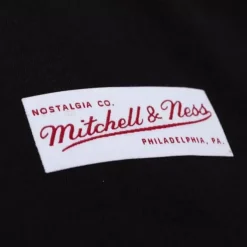 NOSTALGIA CO.
Mitchell & Ness
PHILADELPHIA, PA.